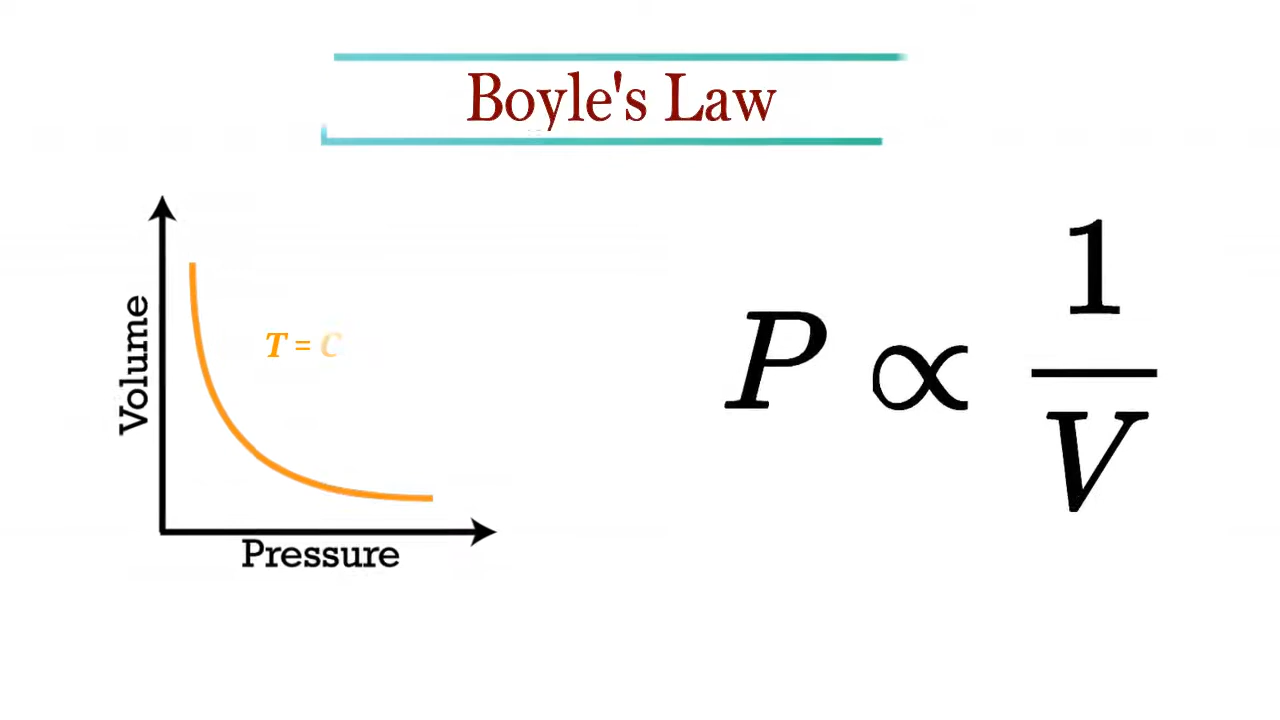 Boyle's Law
Volume
T = C
Pressure
P ∝ 1/V